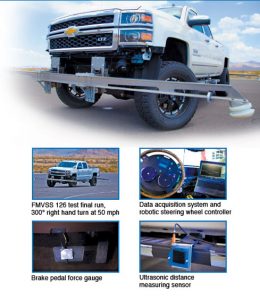 FMVSS 126 test final run,
300° right hand turn at 50 mph
Data acquisition system and
robotic steering wheel controller
Brake pedal force gauge
Ultrasonic distance
measuring sensor